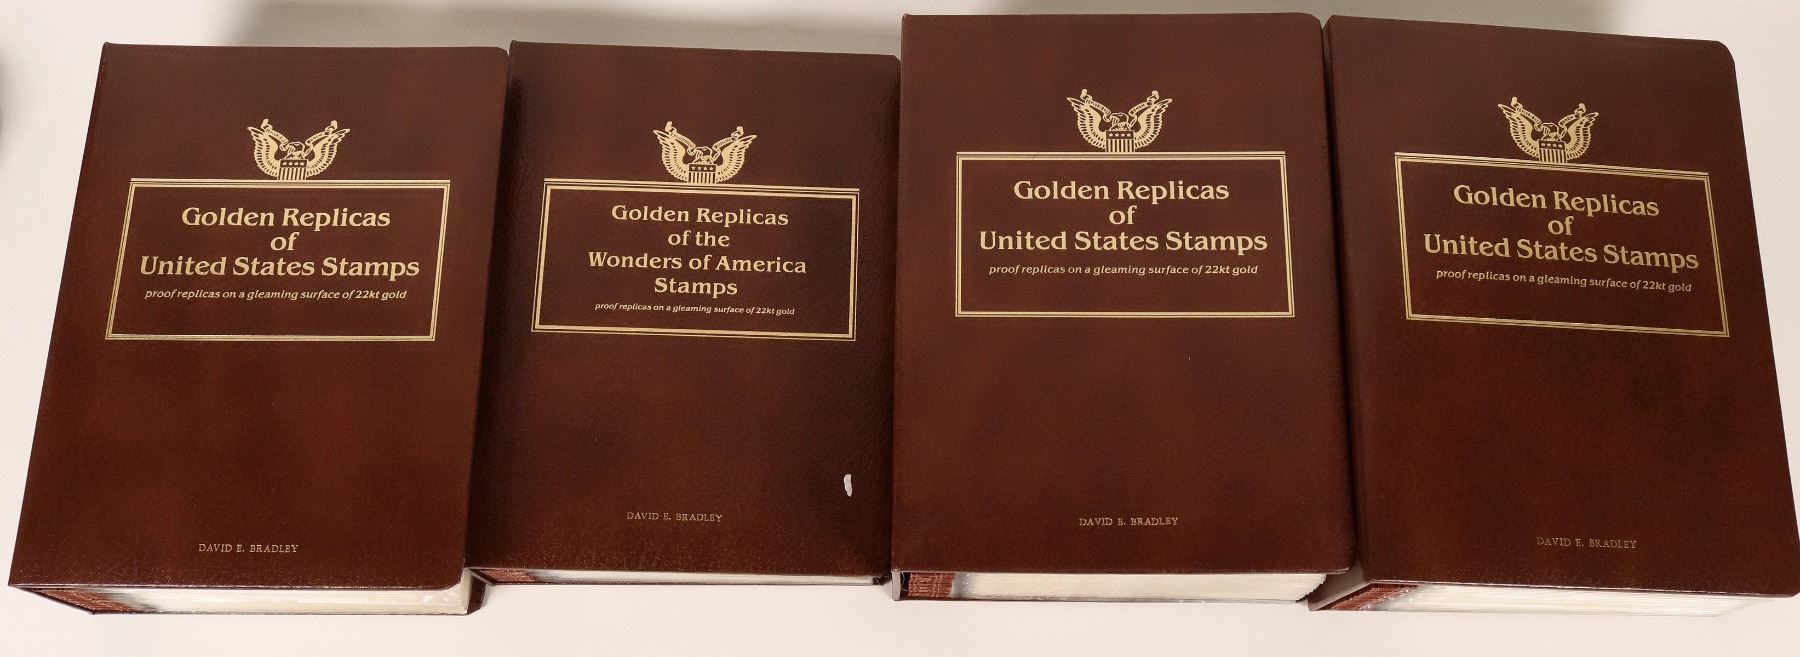 Golden Replicas
of
United States Stamps
proof replicas on a gleaming surface of 22kt gold
DAVID E. BRADLEY
Golden Replicas
of the
Wonders of America
Stamps
proof replicas on a gleaming surface of 22kt gold
DAVID E. BRADLEY
Golden Replicas
of
United States Stamps
proof replicas on a gleaming surface of 22kt gold
DAVID E. BRADLEY
Golden Replicas
of
United States Stamps
proof replicas on a gleaming surface of 22kt gold
DAVID E. BRADLEY